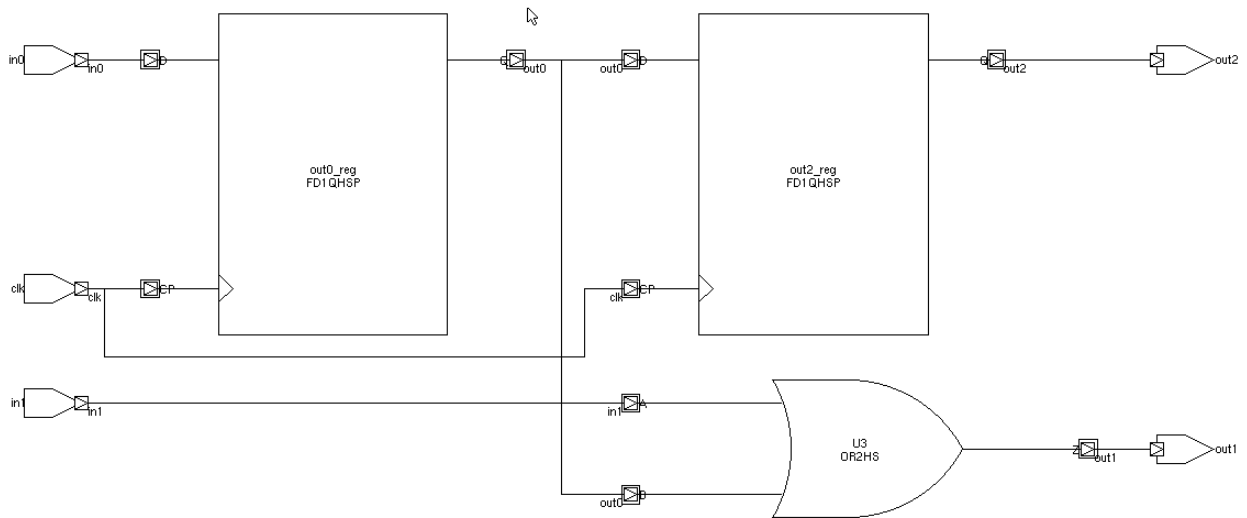 in0
in0
D
Q
out0
out0
D
Q
out2
out2
out0_reg
FD1QHSP
out2_reg
FD1QHSP
clk
clk
CP
clk
CP
in1
in1
in1
A
U3
OR2HS
Z
out1
out1
out0
B